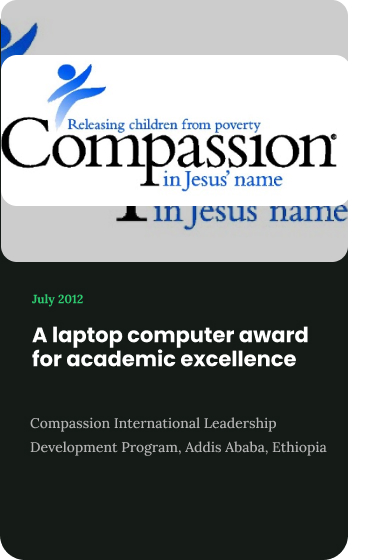 Releasing children from poverty
Compassion®
in Jesus' name
in Jesus' name
July 2012
A laptop computer award
for academic excellence
Compassion International Leadership
Development Program, Addis Ababa, Ethiopia